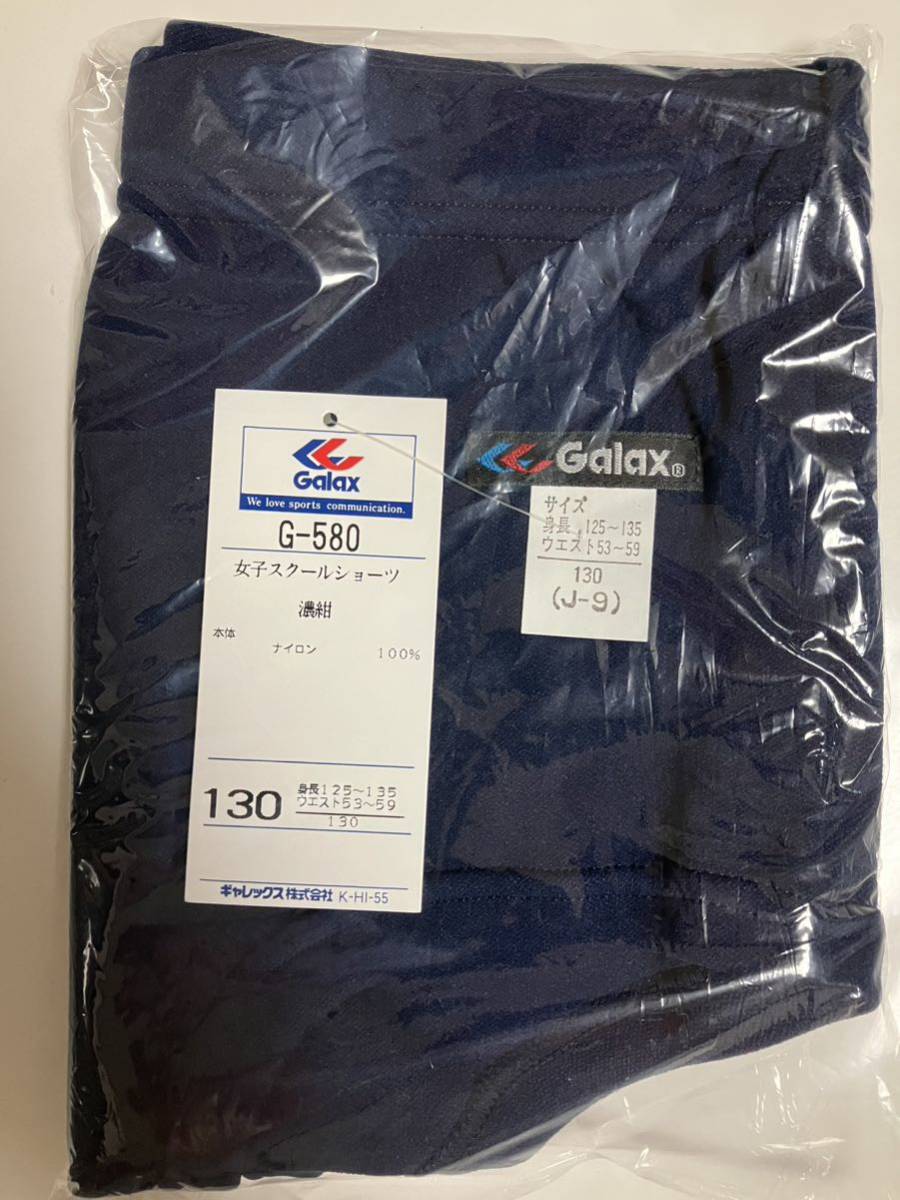 Galax
We love sports communication.
G-580
女子スクールショーツ
濃紺
本体
ナイロン 100%
130
身長125～135
ウエスト53～59
130
ギャレックス株式会社 K-HI-55
Galax®
サイズ
身長 125～135
ウエスト53～59
130
(J-9)